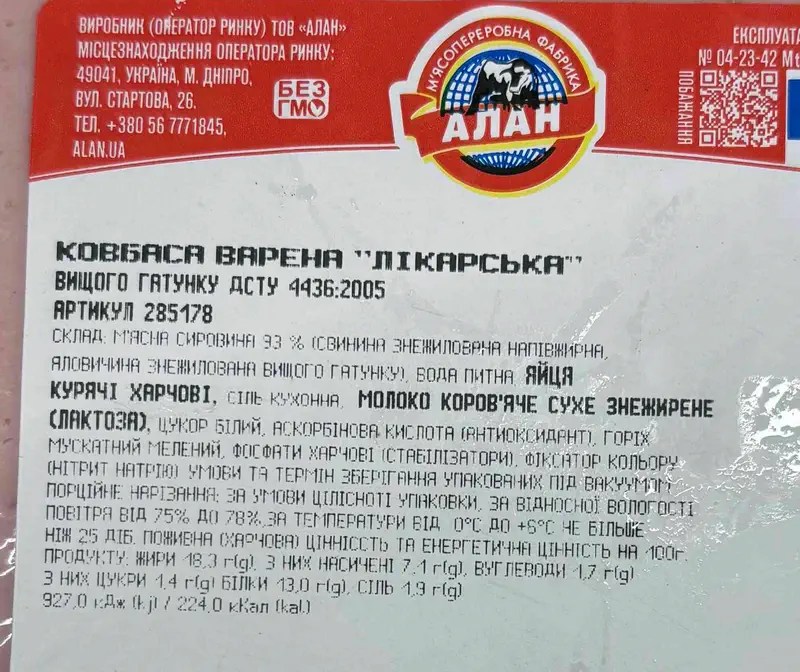 ВИРОБНИК (ОПЕРАТОР РИНКУ) ТОВ «АЛАН»
МІСЦЕЗНАХОДЖЕННЯ ОПЕРАТОРА РИНКУ:
49041, УКРАЇНА, М. ДНІПРО,
ВУЛ. СТАРТОВА, 26.
ТЕЛ. +380 56 7771845,
ALAN.UA
БЕЗ
ГМО
М'ЯСОПЕРЕРОБНА ФАБРИКА
АЛАН
ЕКСПЛУАТА
№ 04-23-42 Mt
ПОБАЖАННЯ
КОВБАСА ВАРЕНА "ЛІКАРСЬКА"
ВИЩОГО ГАТУНКУ ДСТУ 4436:2005
АРТИКУЛ 285178
СКЛАД: М'ЯСНА СИРОВИНА 93 % (СВИНИНА ЗНЕЖИЛОВАНА НАПІВЖИРНА,
ЯЛОВИЧИНА ЗНЕЖИЛОВАНА ВИЩОГО ГАТУНКУ), ВОДА ПИТНА, ЯЙЦЯ
КУРЯЧІ ХАРЧОВІ, СІЛЬ КУХОННА, МОЛОКО КОРОВ'ЯЧЕ СУХЕ ЗНЕЖИРЕНЕ
(ЛАКТОЗА), ЦУКОР БІЛИЙ, АСКОРБІНОВА КИСЛОТА (АНТИОКСИДАНТ), ГОРІХ
МУСКАТНИЙ МЕЛЕНИЙ, ФОСФАТИ ХАРЧОВІ (СТАБІЛІЗАТОРИ), ФІКСАТОР КОЛЬОРУ
(НІТРИТ НАТРІЮ) УМОВИ ТА ТЕРМІН ЗБЕРІГАННЯ УПАКОВАНИХ ПІД ВАКУУМОМ
ПОРЦІЙНЕ НАРІЗАННЯ: ЗА УМОВИ ЦІЛІСНОТІ УПАКОВКИ, ЗА ВІДНОСНОЇ ВОЛОГОСТІ
ПОВІТРЯ ВІД 75% ДО 78%,ЗА ТЕМПЕРАТУРИ ВІД 0°С ДО +6°С НЕ БІЛЬШЕ
НІЖ 25 ДІБ. ПОЖИВНА (ХАРЧОВА) ЦІННІССТЬ ТА ЕНЕРГЕТИЧНА ЦІННІСТЬ НА 100г.
ПРОДУКТУ: ЖИРИ 18,3 г(g), З НИХ НАСИЧЕНІ 7,1 г(g), ВУГЛЕВОДИ 1,7 г(g)
З НИХ ЦУКРИ 1,4 г(g) БІЛКИ 13,0 г(g), СІЛЬ 1,9 г(g)
927,0 кДж (kj) / 224,0 кКал (kal)